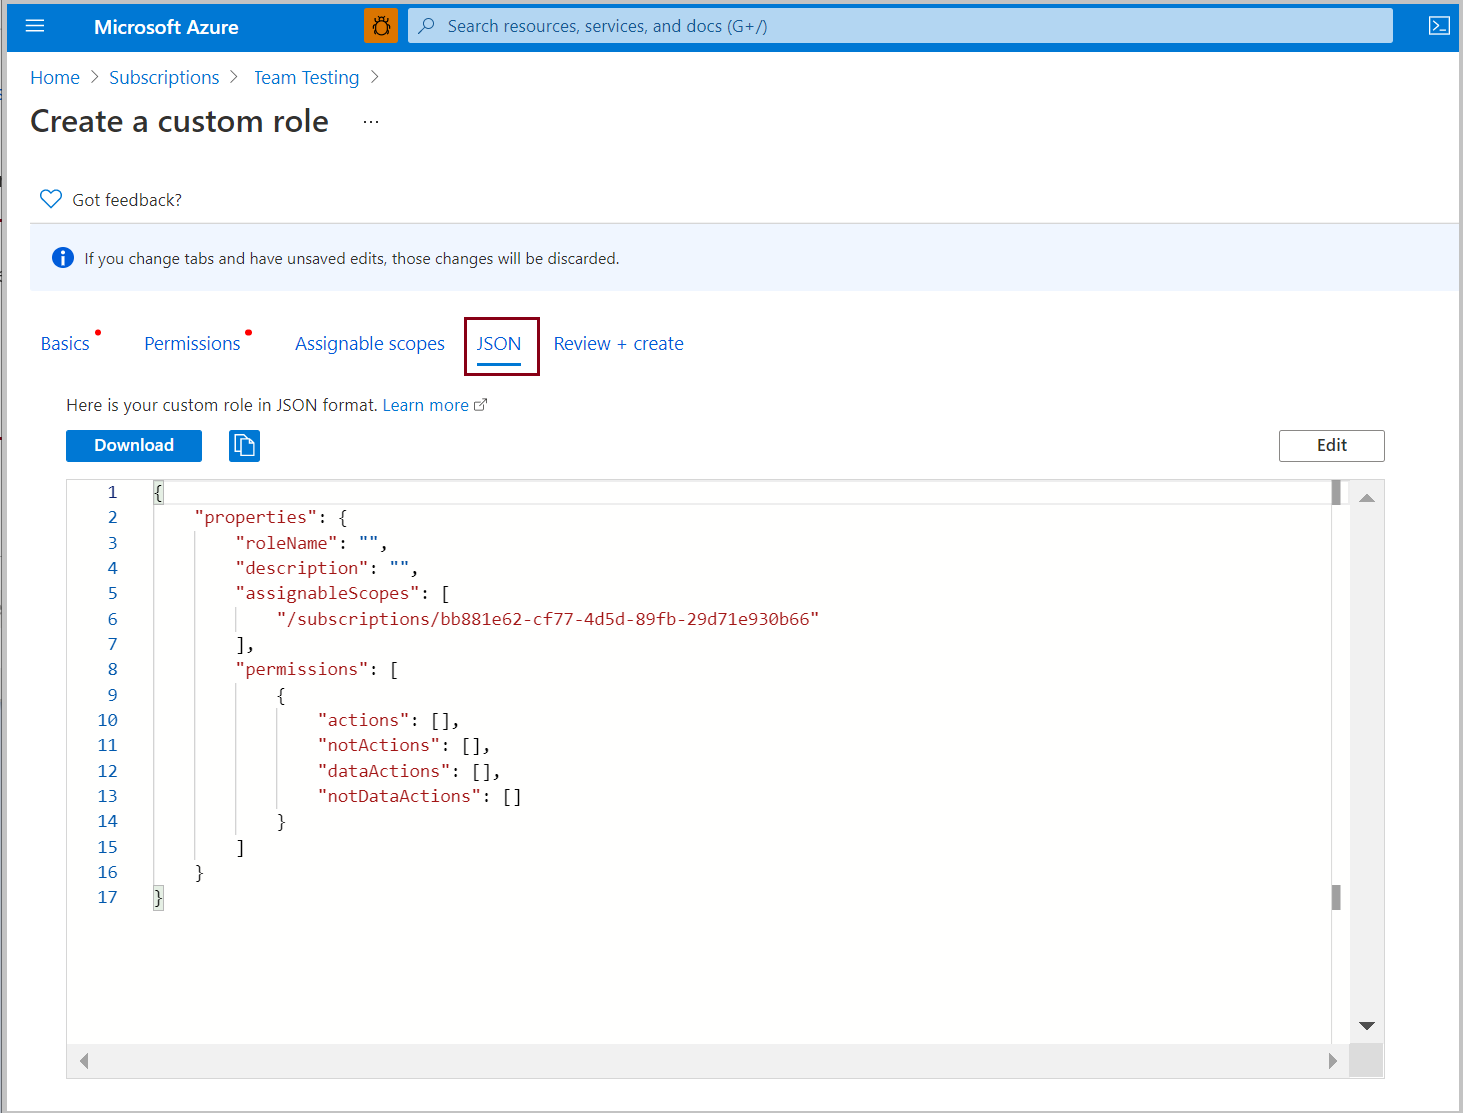 Microsoft Azure
Search resources, services, and docs (G+/)
Home > Subscriptions > Team Testing >
Create a custom role ...
Got feedback?
If you change tabs and have unsaved edits, those changes will be discarded.
Basics Permissions Assignable scopes JSON Review + create
Here is your custom role in JSON format. Learn more
Download Edit
1 {
2 "properties": {
3 "roleName": "",
4 "description": "",
5 "assignableScopes": [
6 "/subscriptions/bb881e62-cf77-4d5d-89fb-29d71e930b66"
7 ],
8 "permissions": [
9 {
10 "actions": [],
11 "notActions": [],
12 "dataActions": [],
13 "notDataActions": []
14 }
15 ]
16 }
17 }